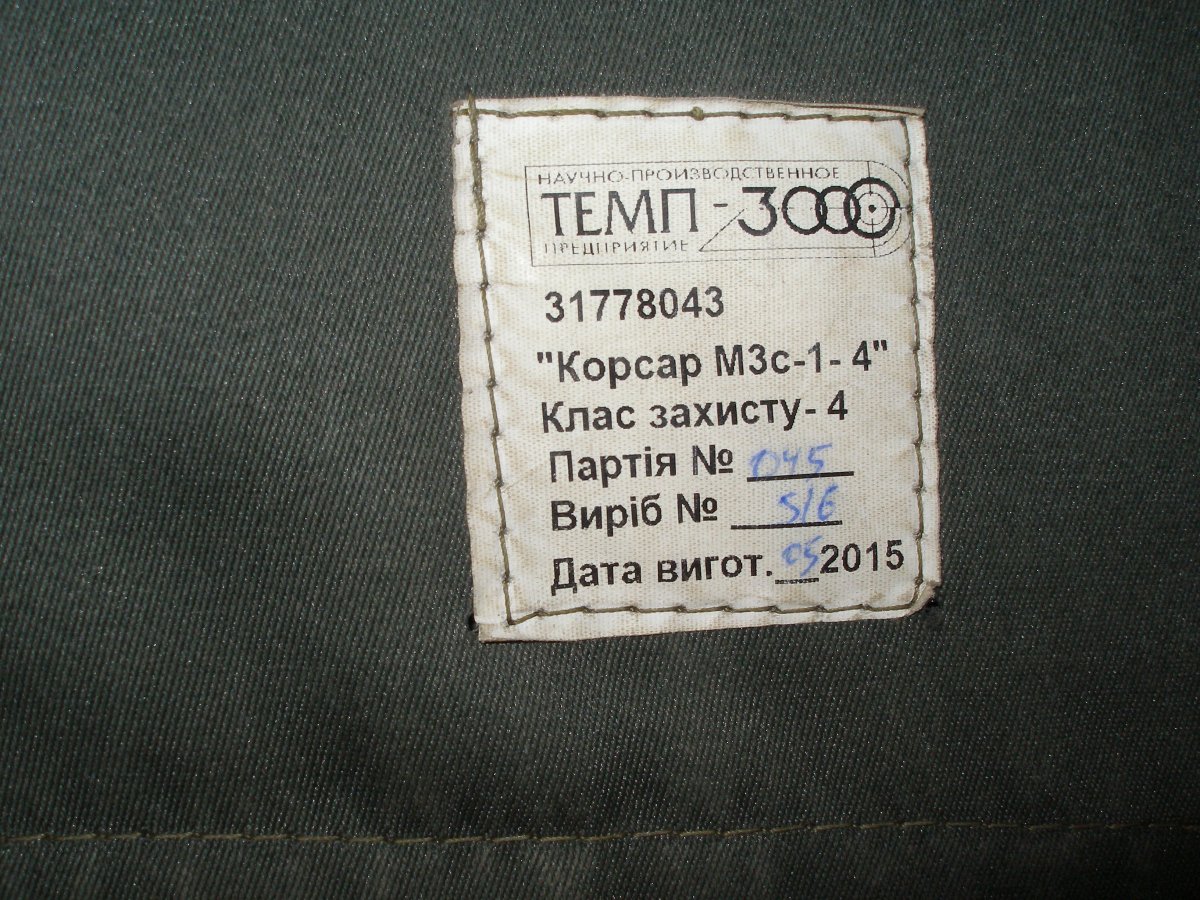 НАУЧНО-ПРОИЗВОДСТВЕННОЕ
ТЕМП-3000
ПРЕДПРИЯТИЕ
31778043
"Корсар М3с-1- 4"
Клас захисту- 4
Партія № 045
Виріб № 516
Дата вигот. 05 2015